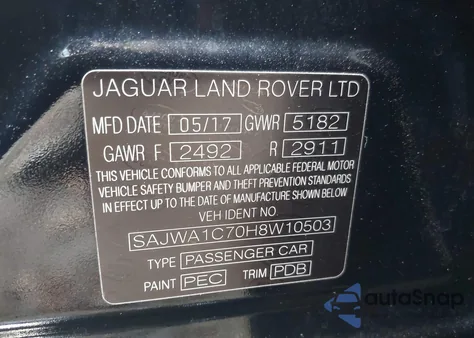 JAGUAR LAND ROVER LTD
MFD DATE 05/17 GVWR 5182
GAWR F 2492 R 2911
THIS VEHICLE CONFORMS TO ALL APPLICABLE FEDERAL MOTOR
VEHICLE SAFETY BUMPER AND THEFT PREVENTION STANDARDS
IN EFFECT UP TO THE DATE OF MANUFACTURE SHOWN BELOW
VEH IDENT NO.
SAJWA1C70H8W10503
TYPE PASSENGER CAR
PAINT PEC TRIM PDB
autoSnap